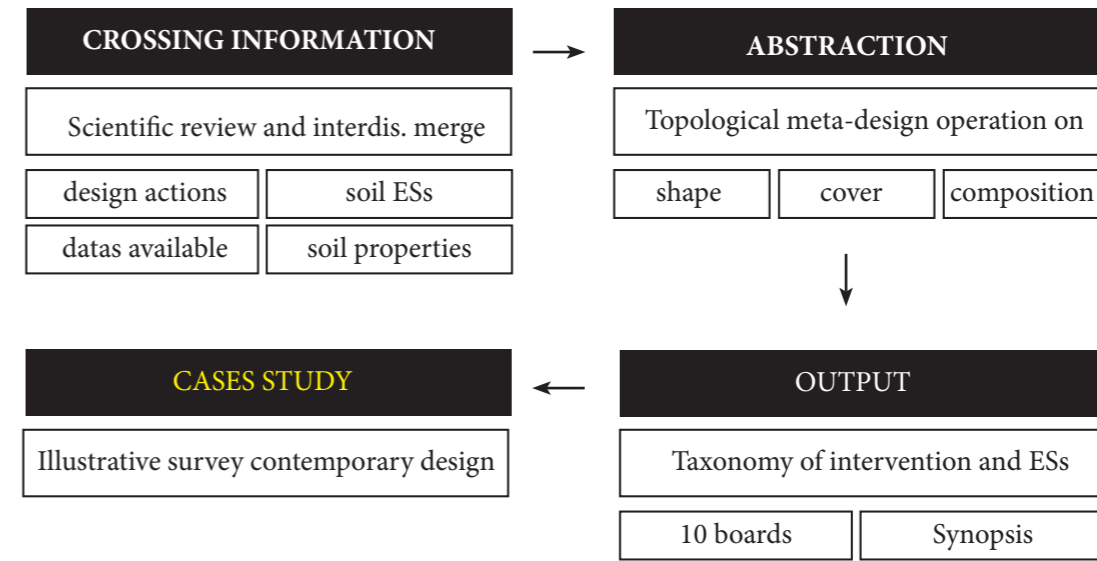 CROSSING INFORMATION
Scientific review and interdis. merge
design actions
soil ESs
datas available
soil properties
ABSTRACTION
Topological meta-design operation on
shape
cover
composition
OUTPUT
Taxonomy of intervention and ESs
10 boards
Synopsis
CASES STUDY
Illustrative survey contemporary design